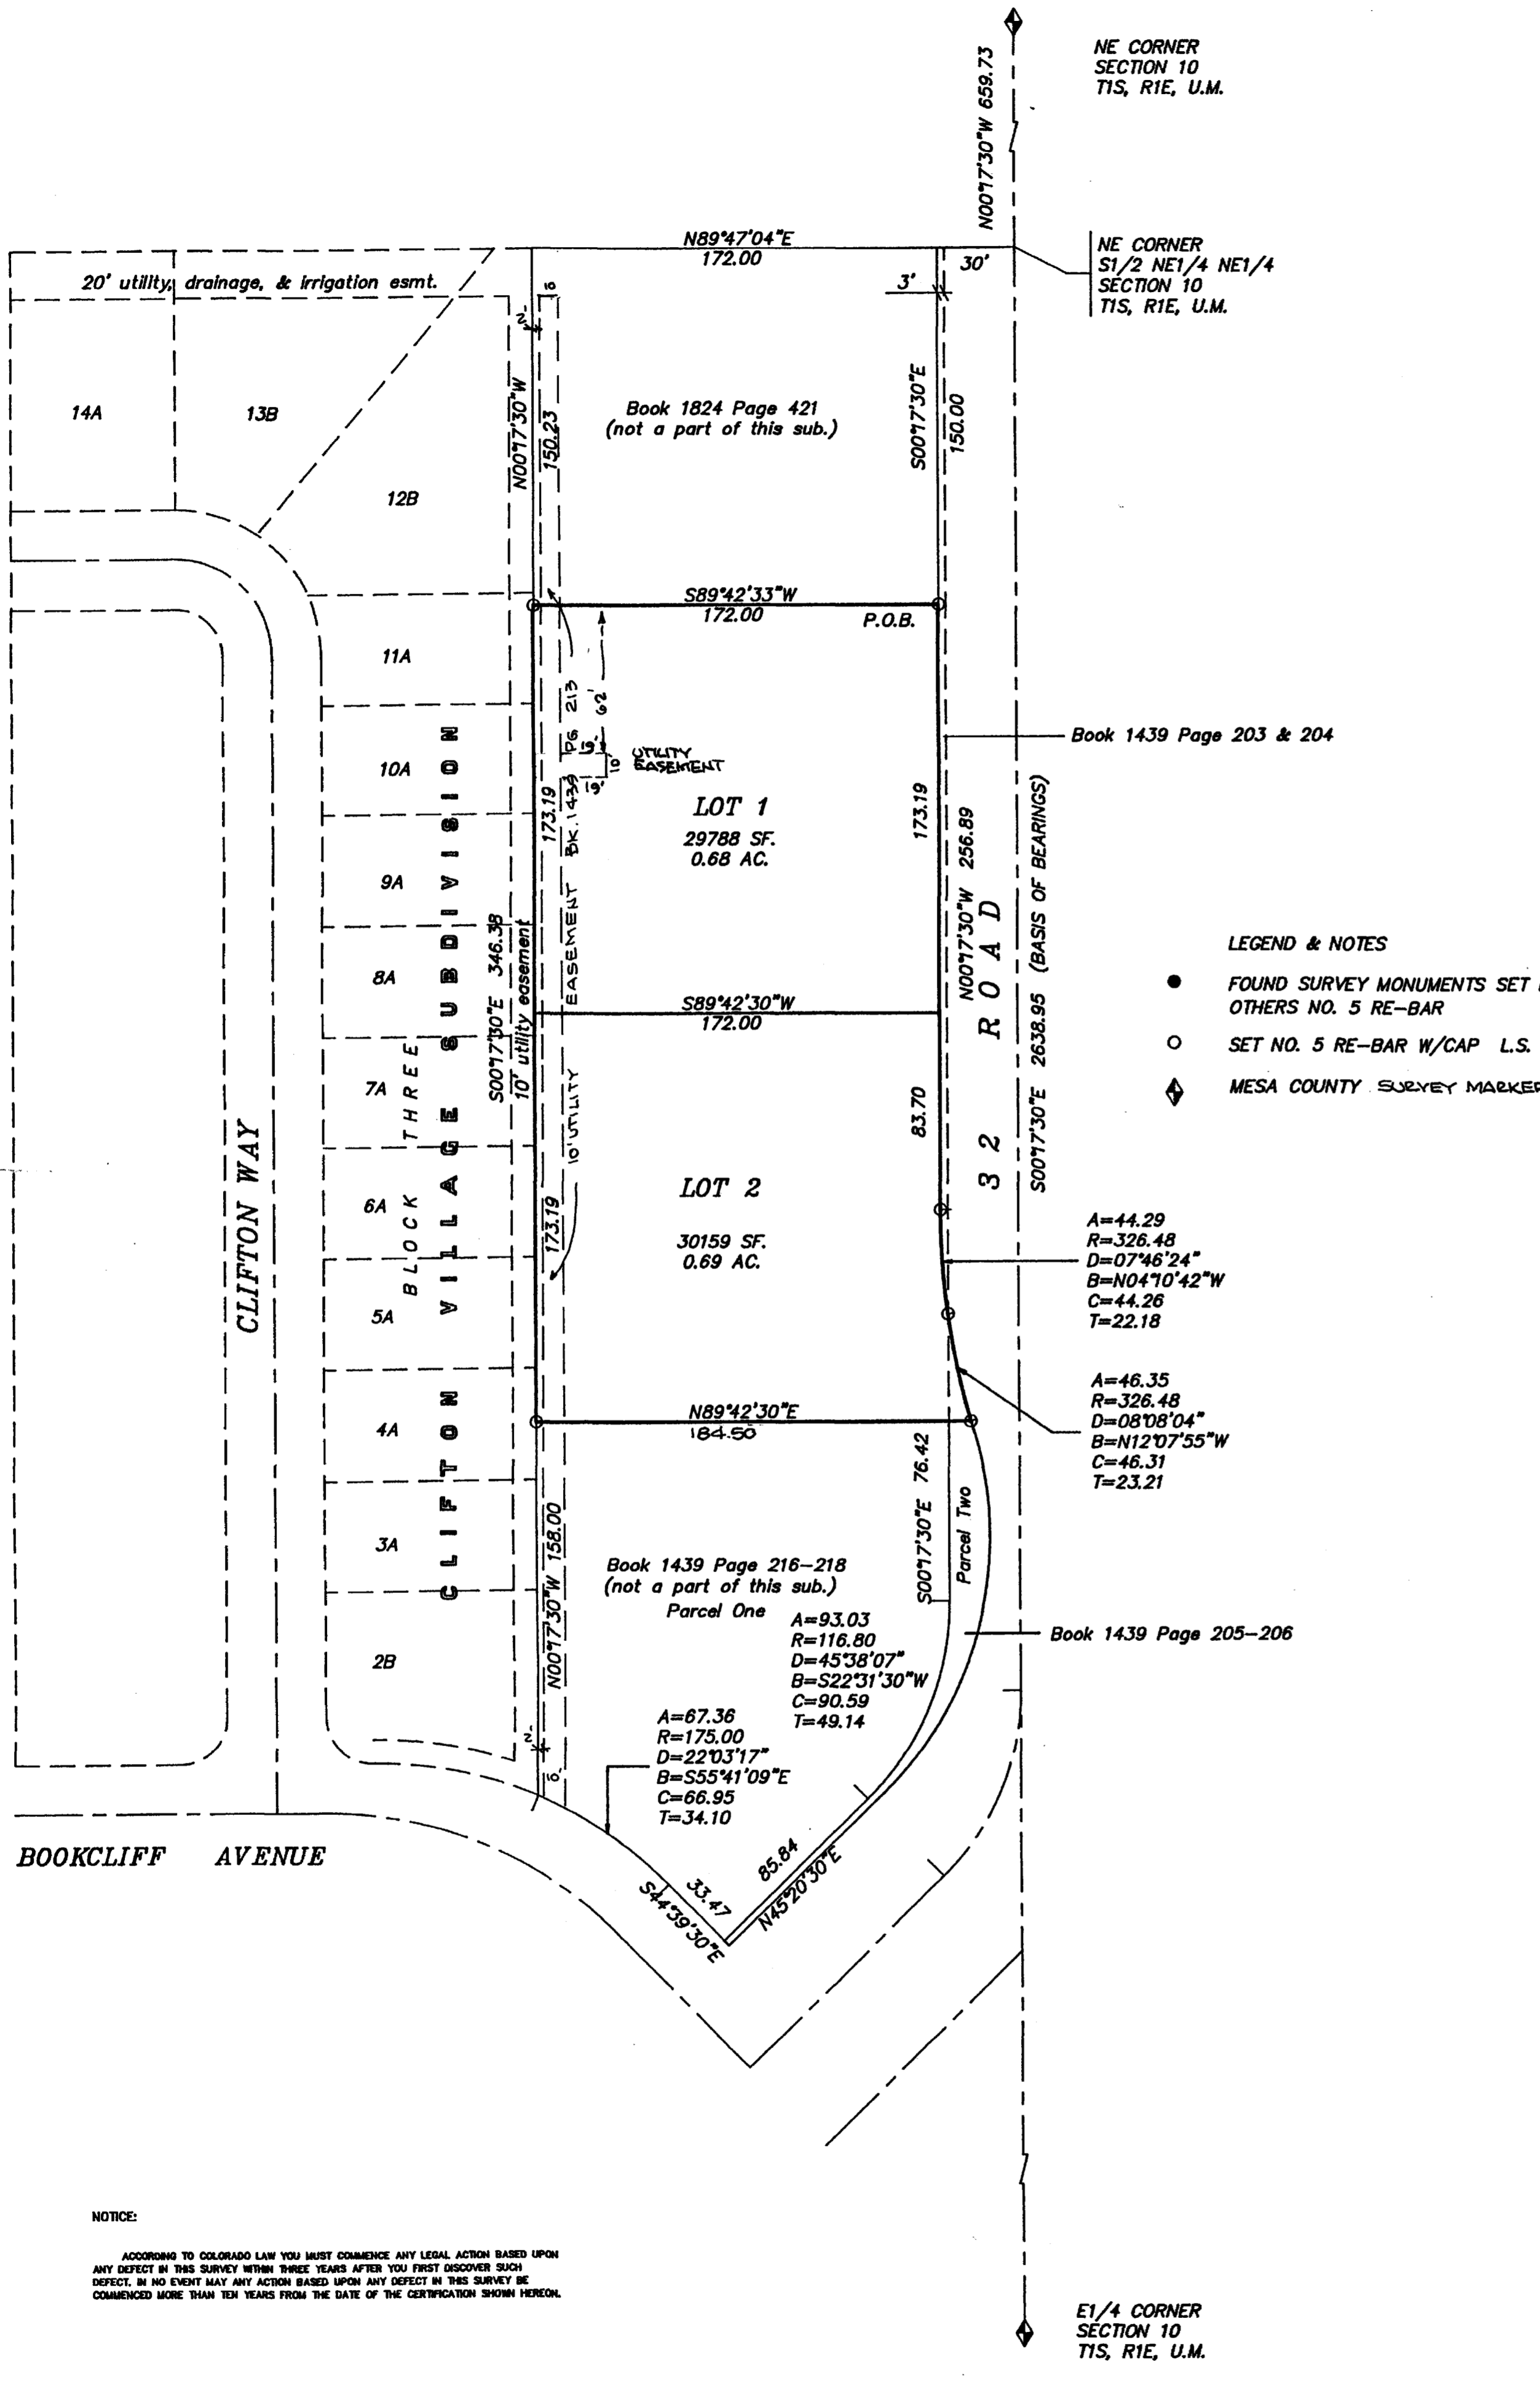 NE CORNER
SECTION 10
T1S, R1E, U.M.
N00°17'30"W 659.73
N89°47'04"E
172.00
30'
3'
NE CORNER
S1/2 NE1/4 NE1/4
SECTION 10
T1S, R1E, U.M.
20' utility, drainage, & irrigation esmt.
2'
N00°17'30"W
150.23
S00°17'30"E
150.00
14A
13B
12B
Book 1824 Page 421
(not a part of this sub.)
S89°42'33"W
172.00
P.O.B.
11A
10A
9A
8A
7A
6A
5A
4A
3A
2B
CLIFTON VILLAGE SUBDIVISION
BLOCK THREE
CLIFTON WAY
S00°17'30"E 346.38
10' utility easement
10' UTILITY EASEMENT BK. 1439 PG 213
62'
19'
10
19'
UTILITY
EASEMENT
173.19
LOT 1
29788 SF.
0.68 AC.
173.19
Book 1439 Page 203 & 204
N00°17'30"W 256.89
32 ROAD
S00°17'30"E 2638.95 (BASIS OF BEARINGS)
LEGEND & NOTES
FOUND SURVEY MONUMENTS SET
OTHERS NO. 5 RE-BAR
SET NO. 5 RE-BAR W/CAP L.S.
MESA COUNTY SURVEY MARKER
S89°42'30"W
172.00
83.70
173.19
LOT 2
30159 SF.
0.69 AC.
A=44.29
R=326.48
D=07°46'24"
B=N04°10'42"W
C=44.26
T=22.18
A=46.35
R=326.48
D=08°08'04"
B=N12°07'55"W
C=46.31
T=23.21
N89°42'30"E
184.50
S00°17'30"E 76.42
Parcel Two
N00°17'30"W 158.00
Book 1439 Page 216-218
(not a part of this sub.)
Parcel One
A=93.03
R=116.80
D=45°38'07"
B=S22°31'30"W
C=90.59
T=49.14
Book 1439 Page 205-206
A=67.36
R=175.00
D=22°03'17"
B=S55°41'09"E
C=66.95
T=34.10
2'
BOOKCLIFF AVENUE
33.47
S44°39'30"E
85.84
N45°20'30"E
NOTICE:
ACCORDING TO COLORADO LAW YOU MUST COMMENCE ANY LEGAL ACTION BASED UPON
ANY DEFECT IN THIS SURVEY WITHIN THREE YEARS AFTER YOU FIRST DISCOVER SUCH
DEFECT. IN NO EVENT MAY ANY ACTION BASED UPON ANY DEFECT IN THIS SURVEY BE
COMMENCED MORE THAN TEN YEARS FROM THE DATE OF THE CERTIFICATION SHOWN HEREON.
E1/4 CORNER
SECTION 10
T1S, R1E, U.M.